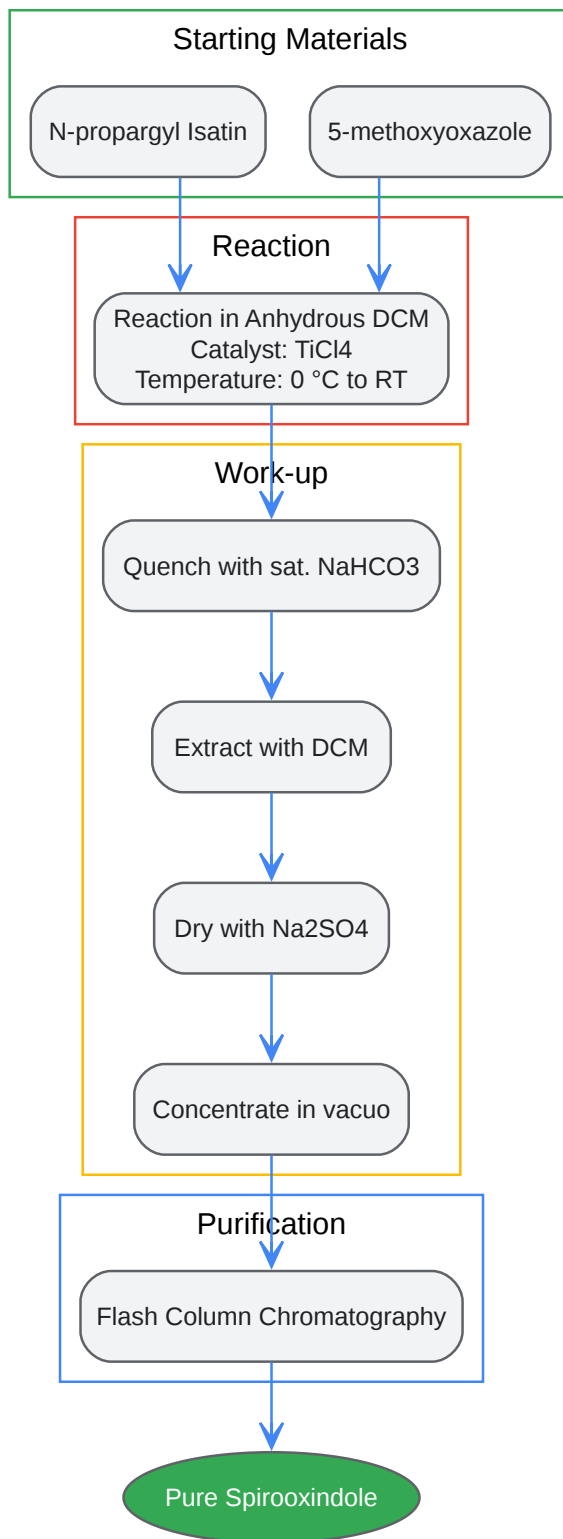 Starting Materials
N-propargyl Isatin
5-methoxyoxazole
Reaction
Reaction in Anhydrous DCM
Catalyst: TiCl4
Temperature: 0 °C to RT
Work-up
Quench with sat. NaHCO3
Extract with DCM
Dry with Na2SO4
Concentrate in vacuo
Purification
Flash Column Chromatography
Pure Spirooxindole